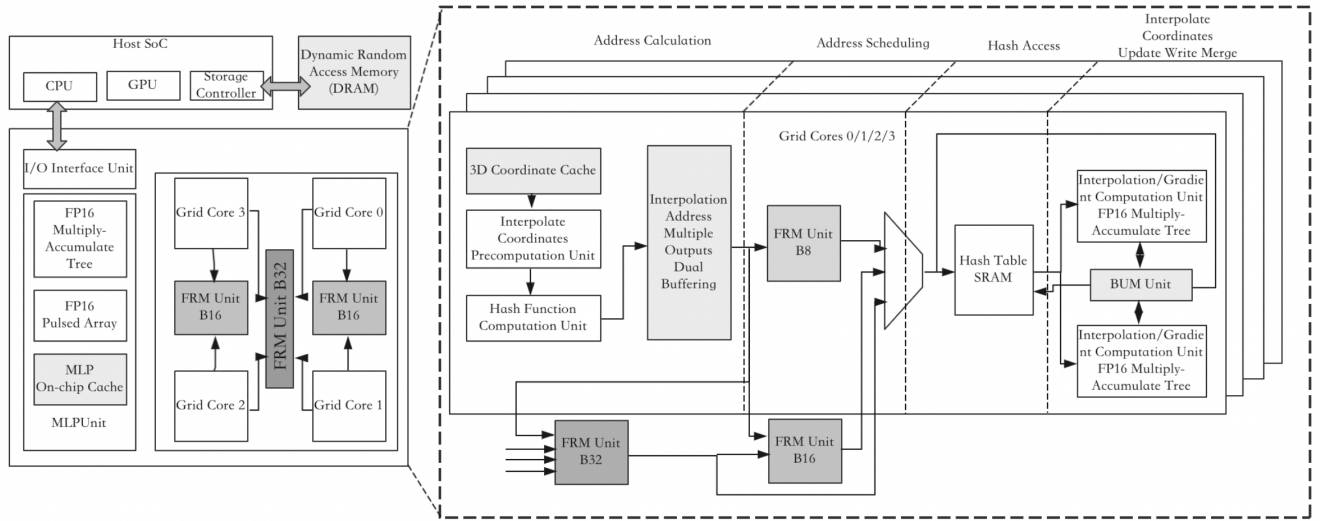 Host SoC
CPU
GPU
Storage
Controller
Dynamic Random
Access Memory
(DRAM)
I/O Interface Unit
FP16
Multiply-
Accumulate
Tree
FP16
Pulsed Array
MLP
On-chip Cache
MLPUnit
Grid Core 3
Grid Core 0
FRM Unit
B16
FRM Unit B32
FRM Unit
B16
Grid Core 2
Grid Core 1
Address Calculation
Address Scheduling
Hash Access
Interpolate
Coordinates
Update Write Merge
Grid Cores 0/1/2/3
3D Coordinate Cache
Interpolate
Coordinates
Precomputation Unit
Hash Function
Computation Unit
Interpolation
Address
Multiple
Outputs
Dual
Buffering
FRM Unit
B8
Hash Table
SRAM
Interpolation/Gradie
nt Computation Unit
FP16 Multiply-
Accumulate Tree
BUM Unit
Interpolation/Gradie
nt Computation Unit
FP16 Multiply-
Accumulate Tree
FRM Unit
B32
FRM Unit
B16